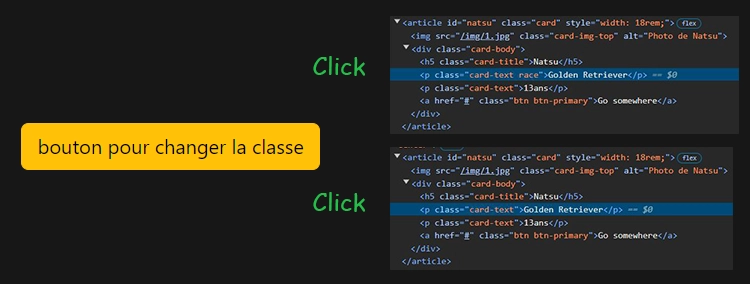 Click
<article id="natsu" class="card" style="width: 18rem;"> flex
<img src="/img/1.jpg" class="card-img-top" alt="Photo de Natsu">
<div class="card-body">
<h5 class="card-title">Natsu</h5>
<p class="card-text race">Golden Retriever</p> == $0
<p class="card-text">13ans</p>
<a href="#" class="btn btn-primary">Go somewhere</a>
</div>
</article>
bouton pour changer la classe
Click
<article id="natsu" class="card" style="width: 18rem;"> flex
<img src="/img/1.jpg" class="card-img-top" alt="Photo de Natsu">
<div class="card-body">
<h5 class="card-title">Natsu</h5>
<p class="card-text">Golden Retriever</p> == $0
<p class="card-text">13ans</p>
<a href="#" class="btn btn-primary">Go somewhere</a>
</div>
</article>